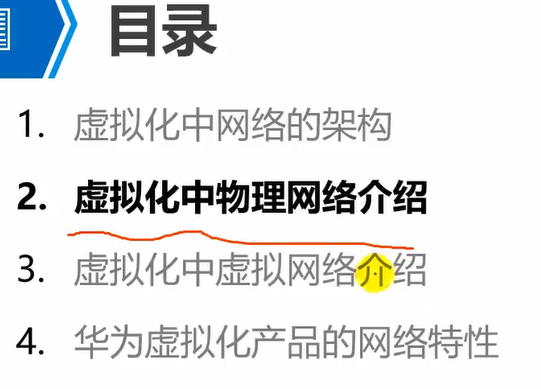 目录
1. 虚拟化中网络的架构
2. 虚拟化中物理网络介绍
3. 虚拟化中虚拟网络介绍
4. 华为虚拟化产品的网络特性